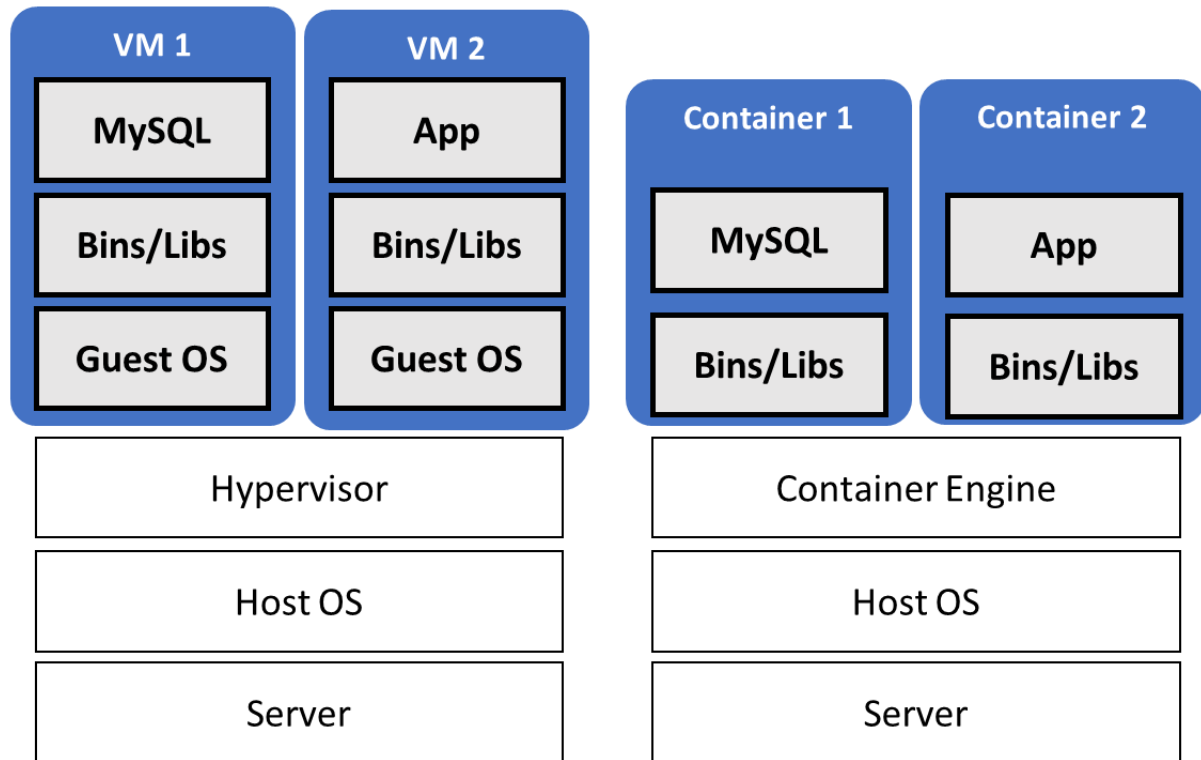 VM 1
MySQL
Bins/Libs
Guest OS
VM 2
App
Bins/Libs
Guest OS
Hypervisor
Host OS
Server
Container 1
MySQL
Bins/Libs
Container 2
App
Bins/Libs
Container Engine
Host OS
Server